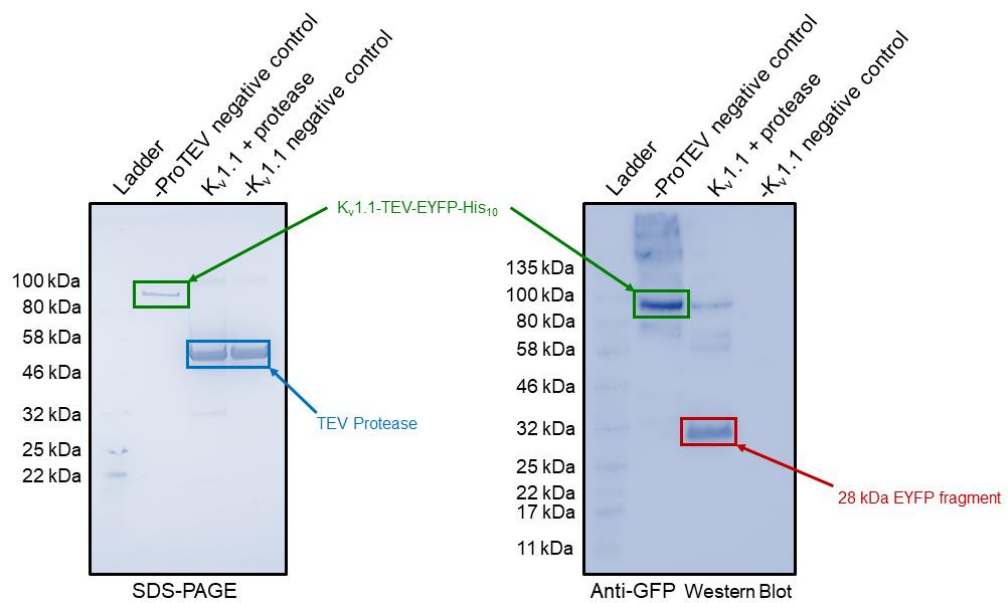 Ladder
-ProTEV negative control
Kv1.1 + protease
-Kv1.1 negative control
Ladder
-ProTEV negative control
Kv1.1 + protease
-Kv1.1 negative control
Kv1.1-TEV-EYFP-His10
100 kDa
80 kDa
58 kDa
46 kDa
32 kDa
25 kDa
22 kDa
TEV Protease
135 kDa
100 kDa
80 kDa
58 kDa
46 kDa
32 kDa
25 kDa
22 kDa
17 kDa
11 kDa
28 kDa EYFP fragment
SDS-PAGE
Anti-GFP Western Blot